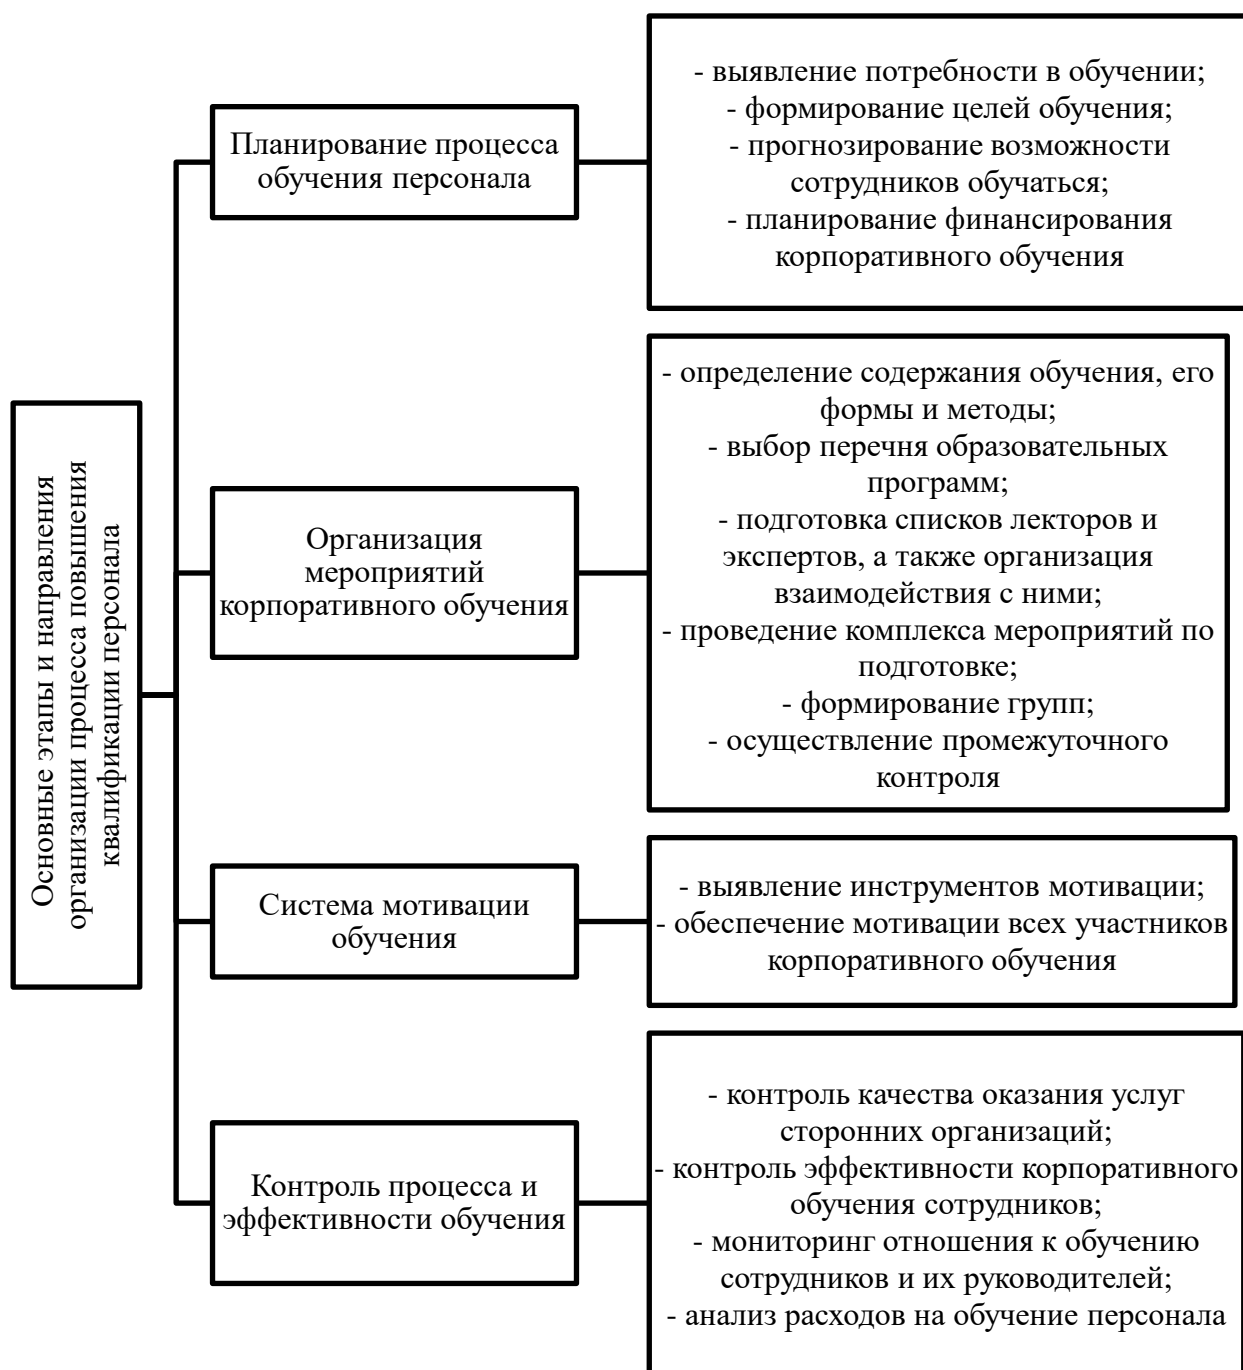 Основные этапы и направления
организации процесса повышения
квалификации персонала
Планирование процесса
обучения персонала
- выявление потребности в обучении;
- формирование целей обучения;
- прогнозирование возможности
сотрудников обучаться;
- планирование финансирования
корпоративного обучения
Организация
мероприятий
корпоративного обучения
- определение содержания обучения, его
формы и методы;
- выбор перечня образовательных
программ;
- подготовка списков лекторов и
экспертов, а также организация
взаимодействия с ними;
- проведение комплекса мероприятий по
подготовке;
- формирование групп;
- осуществление промежуточного
контроля
Система мотивации
обучения
- выявление инструментов мотивации;
- обеспечение мотивации всех участников
корпоративного обучения
Контроль процесса и
эффективности обучения
- контроль качества оказания услуг
сторонних организаций;
- контроль эффективности корпоративного
обучения сотрудников;
- мониторинг отношения к обучению
сотрудников и их руководителей;
- анализ расходов на обучение персонала